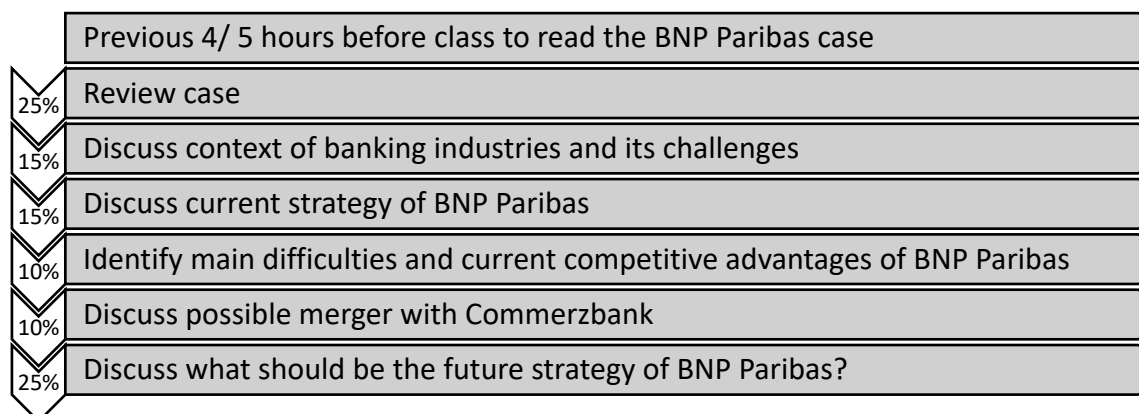 Previous 4/ 5 hours before class to read the BNP Paribas case
25% Review case
15% Discuss context of banking industries and its challenges
15% Discuss current strategy of BNP Paribas
10% Identify main difficulties and current competitive advantages of BNP Paribas
10% Discuss possible merger with Commerzbank
25% Discuss what should be the future strategy of BNP Paribas?